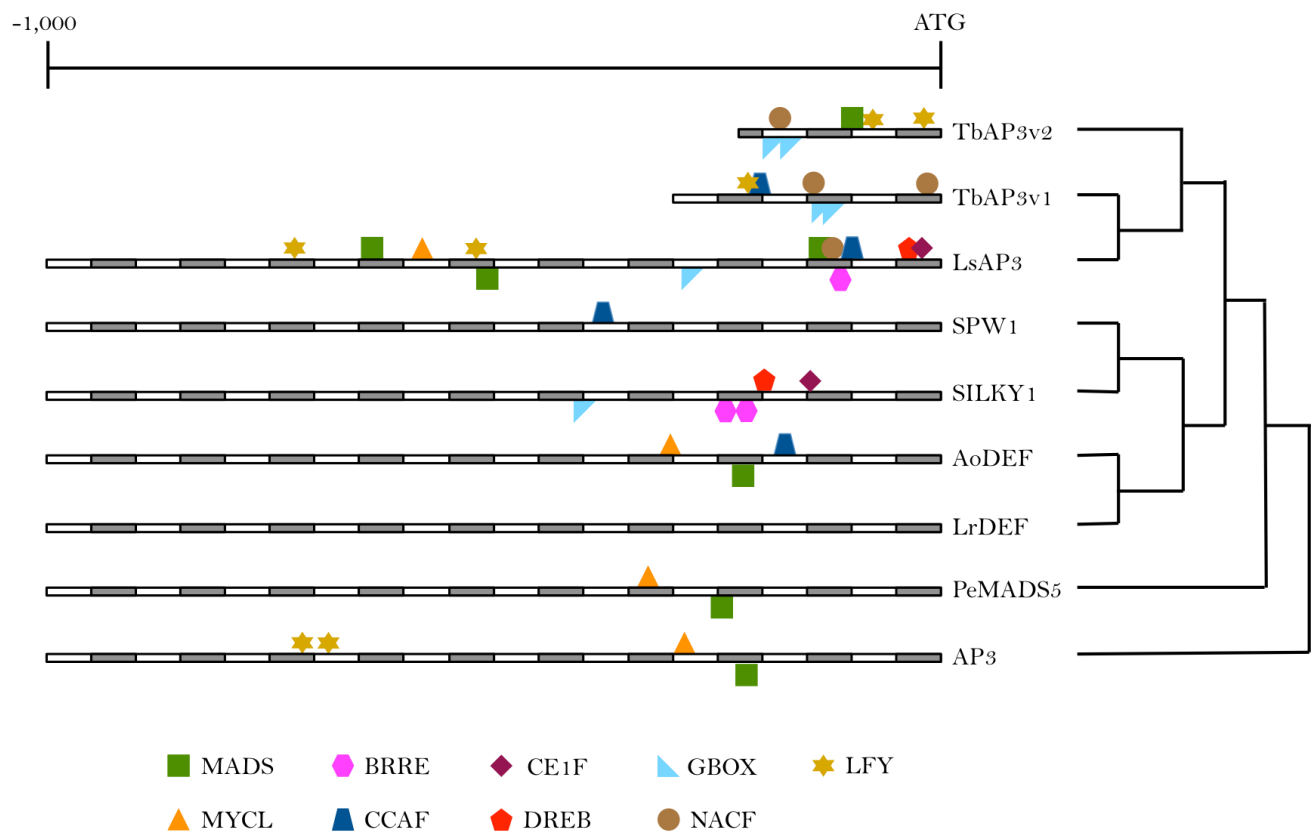 -1,000 ATG
TbAP3v2
TbAP3v1
LsAP3
SPW1
SILKY1
AoDEF
LrDEF
PeMADS5
AP3
MADS BRRE CE1F GBOX LFY
MYCL CCAF DREB NACF